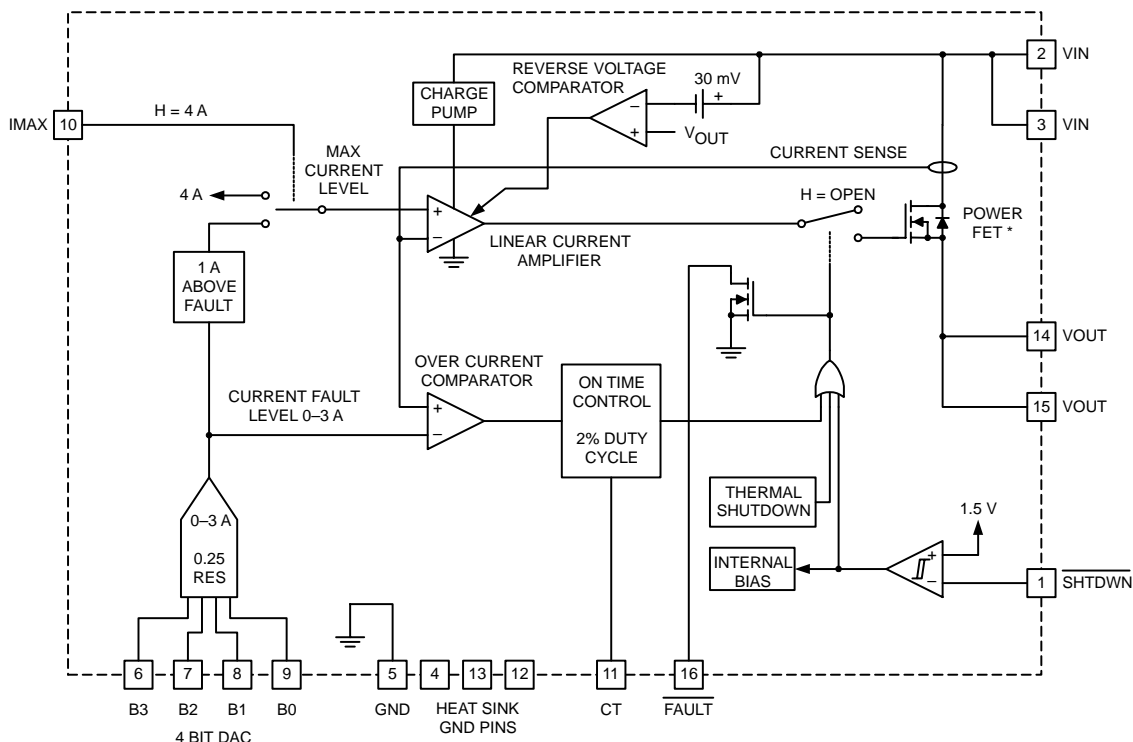 REVERSE VOLTAGE
COMPARATOR
30 mV
+
2
VIN
CHARGE
PUMP
–
+
VOUT
3
VIN
IMAX
10
H = 4 A
MAX
CURRENT
LEVEL
CURRENT SENSE
4 A
+
–
H = OPEN
LINEAR CURRENT
AMPLIFIER
POWER
FET *
1 A
ABOVE
FAULT
14
VOUT
OVER CURRENT
COMPARATOR
CURRENT FAULT
LEVEL 0–3 A
+
–
ON TIME
CONTROL
2% DUTY
CYCLE
15
VOUT
THERMAL
SHUTDOWN
0–3 A
0.25
RES
1.5 V
INTERNAL
BIAS
+
–
1
SHTDWN
6
7
8
9
5
4
13
12
11
16
B3
B2
B1
B0
GND
HEAT SINK
GND PINS
CT
FAULT
4 BIT DAC